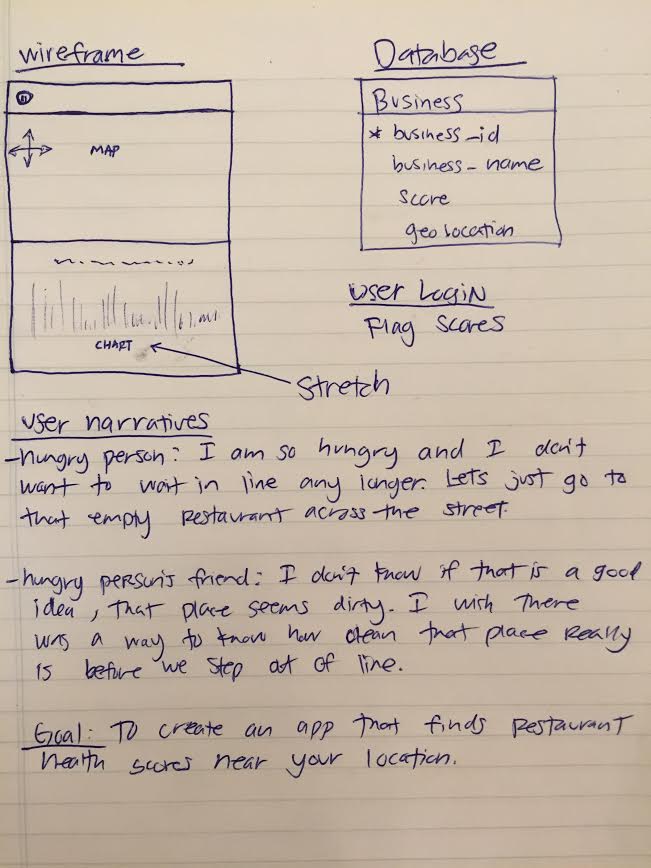 wireframe
MAP
CHART
Stretch
Database
Business
* business_id
business_name
score
geo location
User Login
Flag scores
user narratives
- hungry person: I am so hungry and I don't
want to wait in line any longer. Lets just go to
that empty restaurant across the street.
- hungry person's friend: I don't know if that is a good
idea, that place seems dirty. I wish there
was a way to know how clean that place really
is before we step out of line.
Goal: To create an app that finds restaurant
health scores near your location.